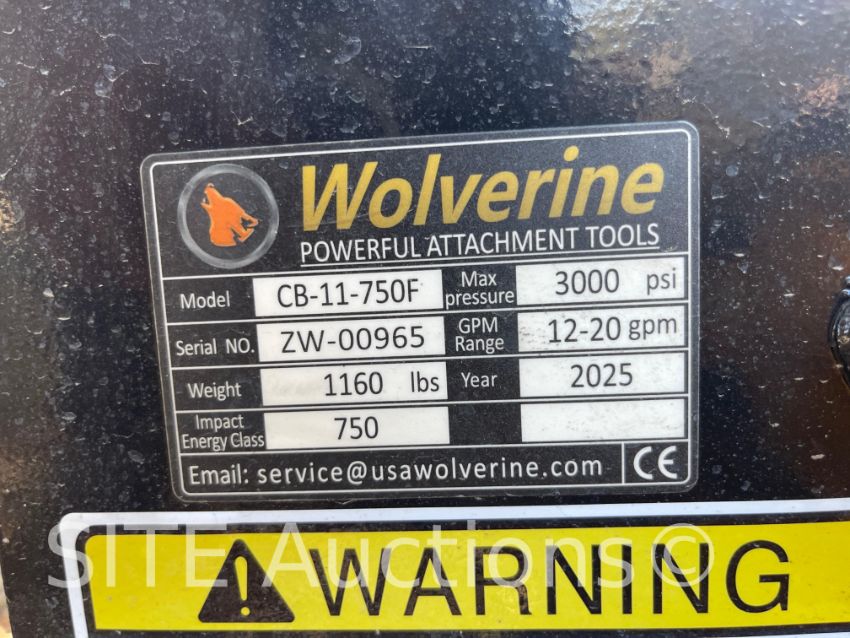 Wolverine
POWERFUL ATTACHMENT TOOLS
Model CB-11-750F Max pressure 3000 psi
Serial NO. ZW-00965 GPM Range 12-20 gpm
Weight 1160 lbs Year 2025
Impact Energy Class 750
Email: service@usawolverine.com CE
WARNING
SITE Auctions©